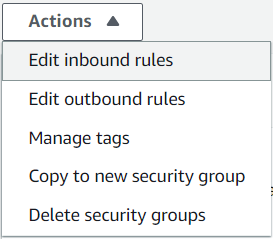 Actions
Edit inbound rules
Edit outbound rules
Manage tags
Copy to new security group
Delete security groups